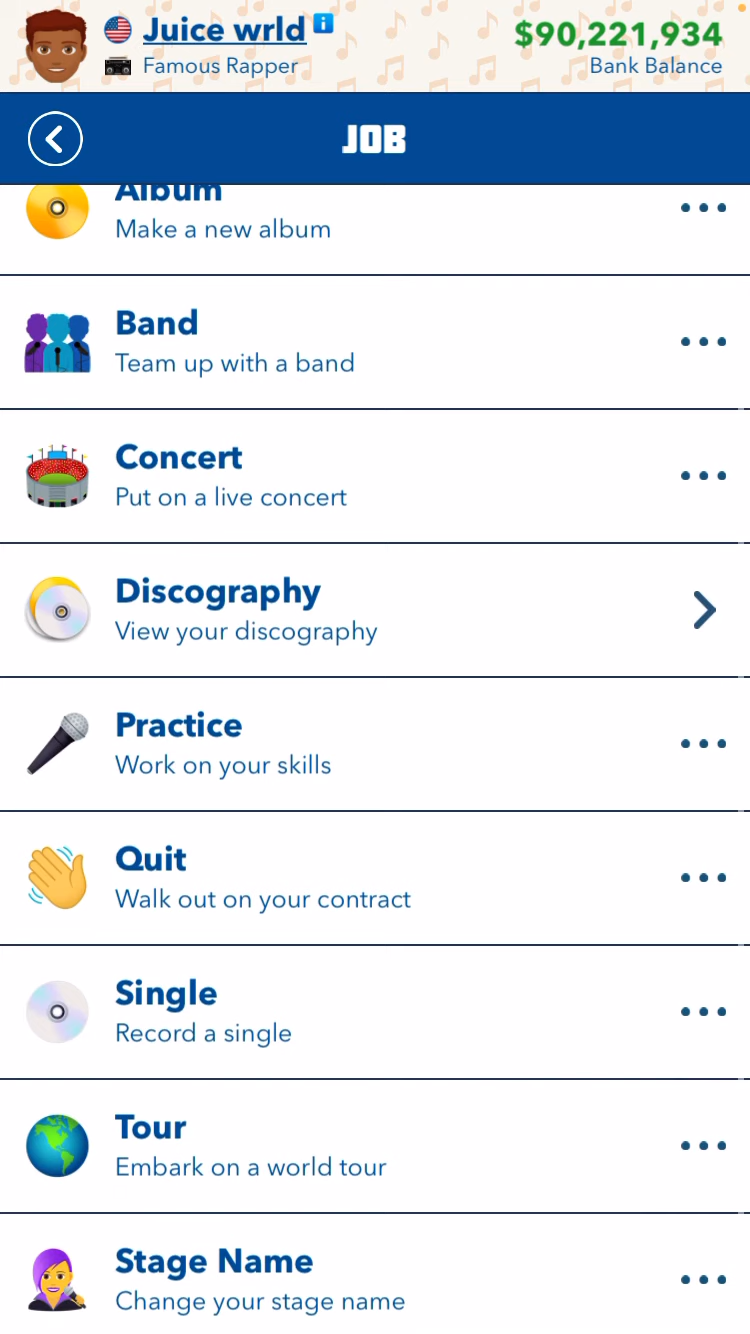 Juice wrld i
$90,221,934
Famous Rapper
Bank Balance
JOB
Album
Make a new album
Band
Team up with a band
Concert
Put on a live concert
Discography
View your discography
Practice
Work on your skills
Quit
Walk out on your contract
Single
Record a single
Tour
Embark on a world tour
Stage Name
Change your stage name